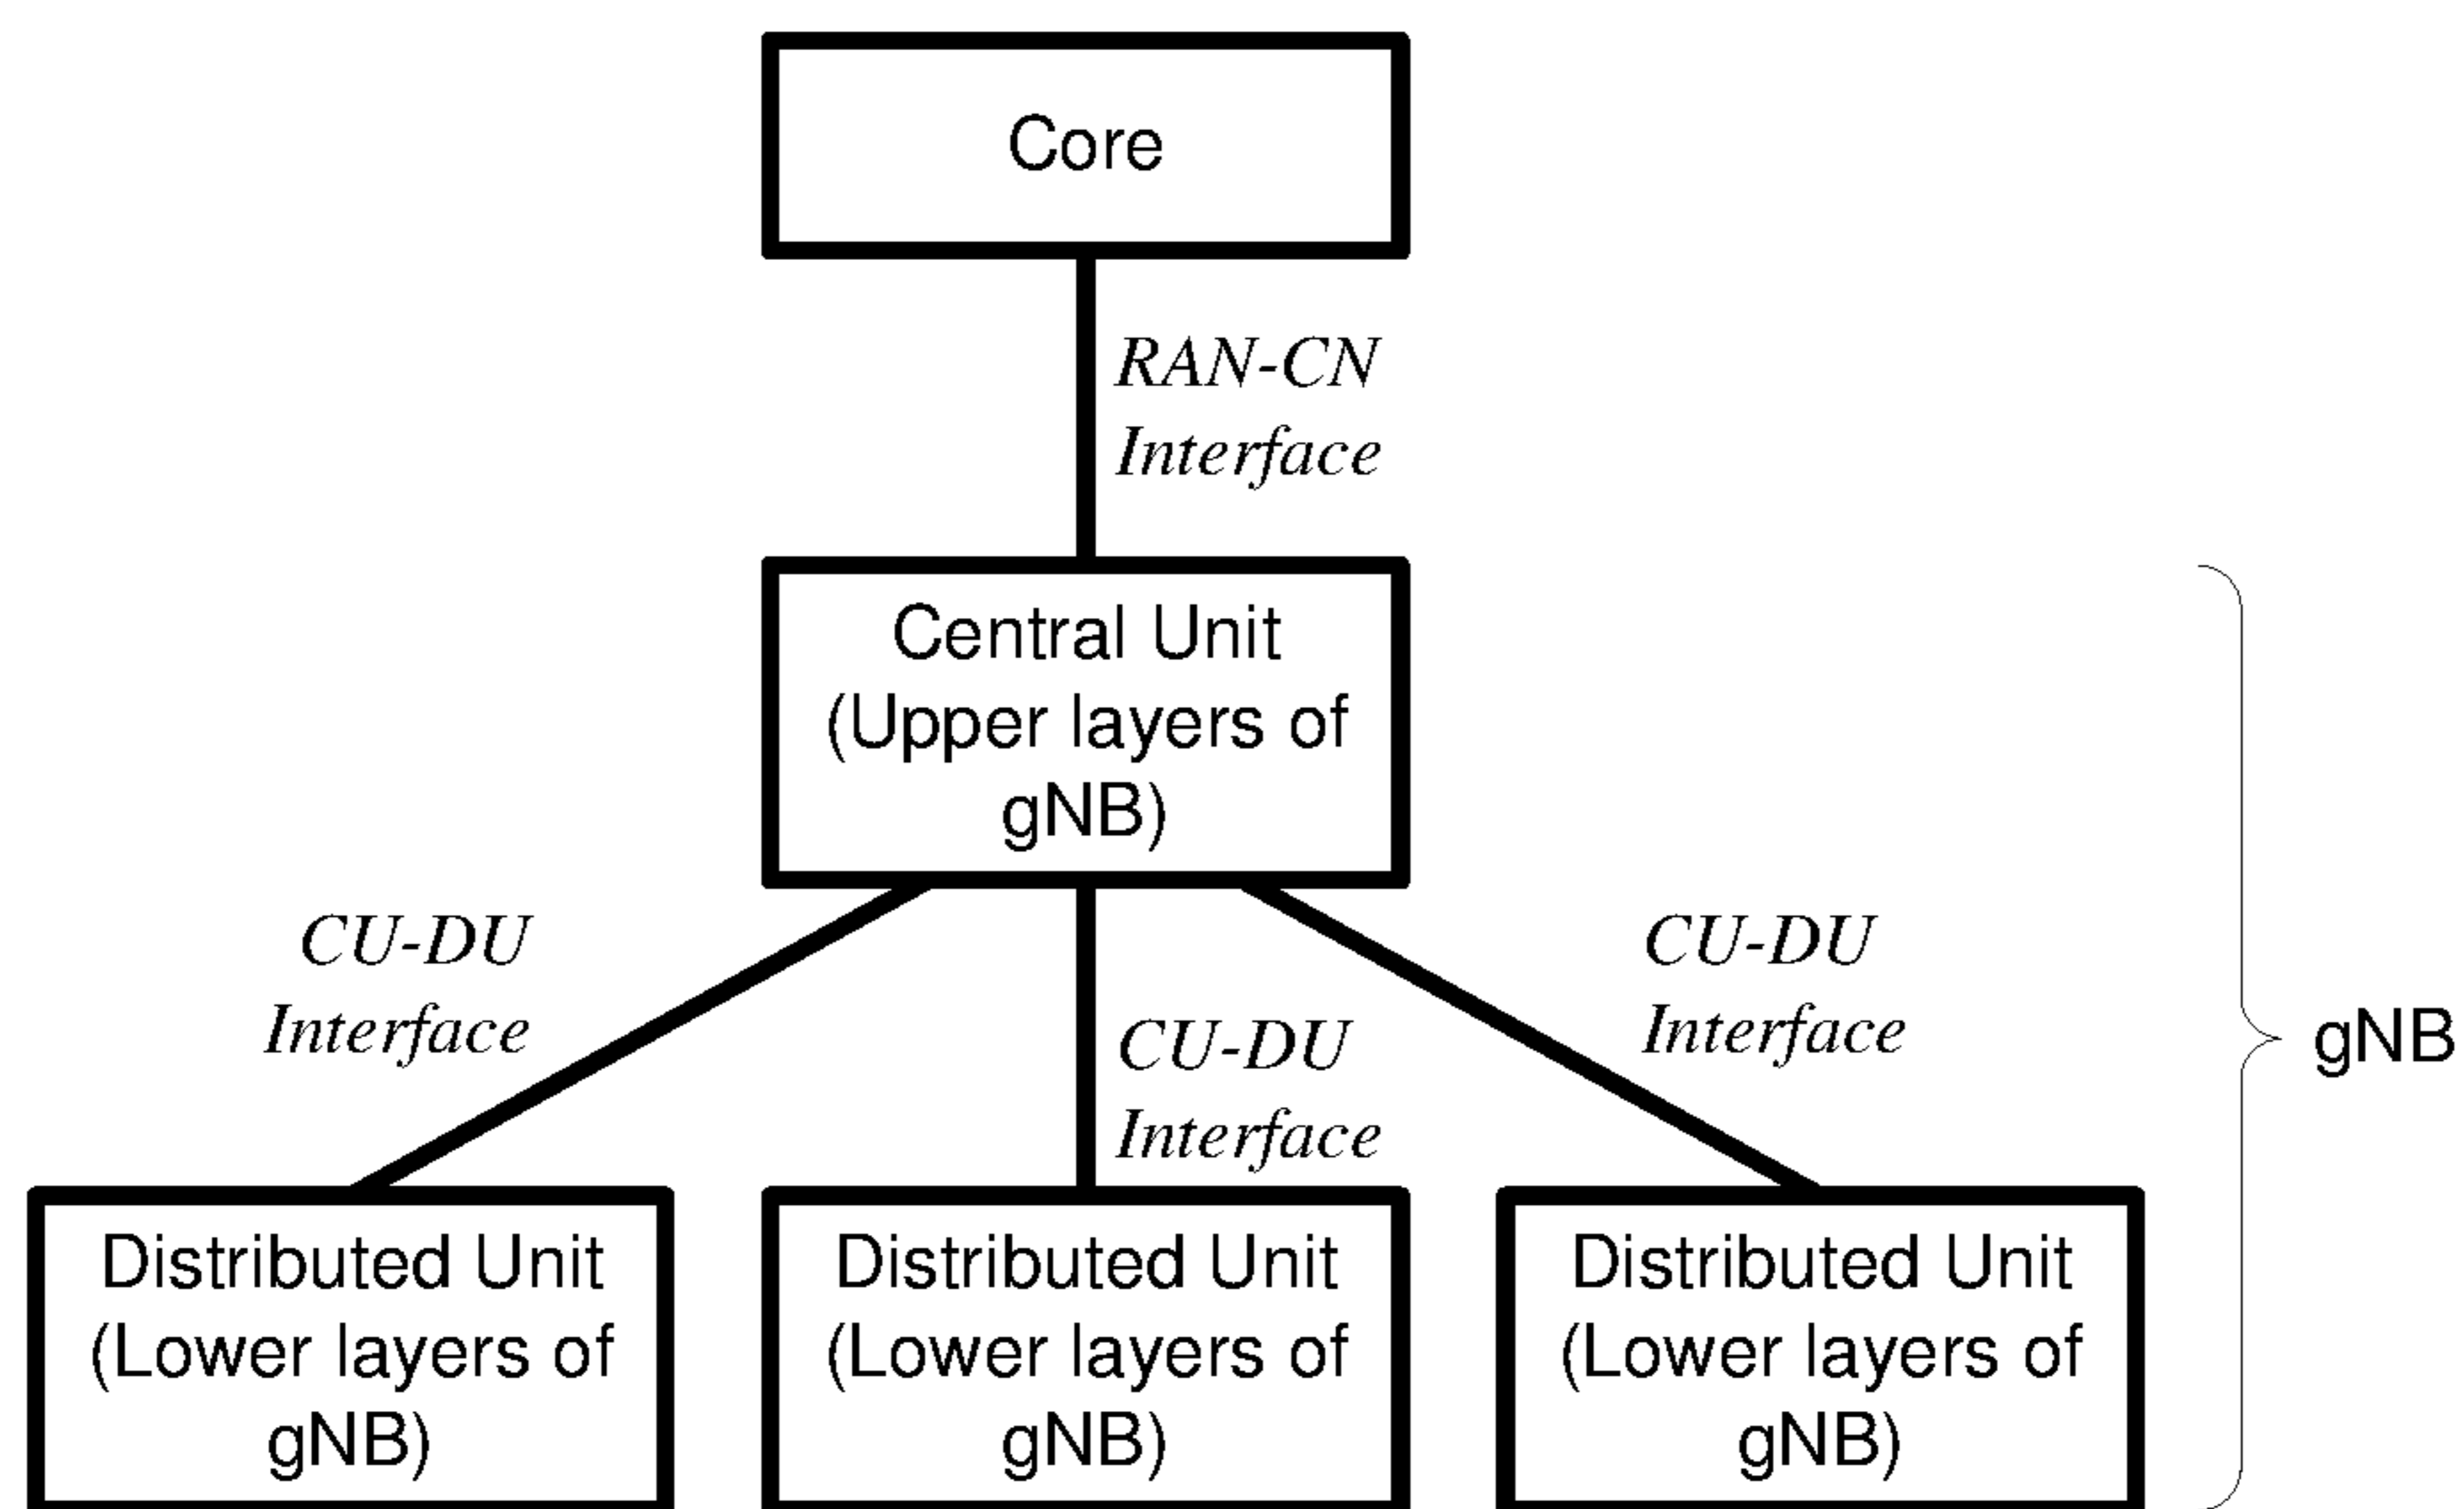 Core
RAN-CN
Interface
Central Unit
(Upper layers of
gNB)
CU-DU
Interface
CU-DU
Interface
CU-DU
Interface
gNB
Distributed Unit
(Lower layers of
gNB)
Distributed Unit
(Lower layers of
gNB)
Distributed Unit
(Lower layers of
gNB)